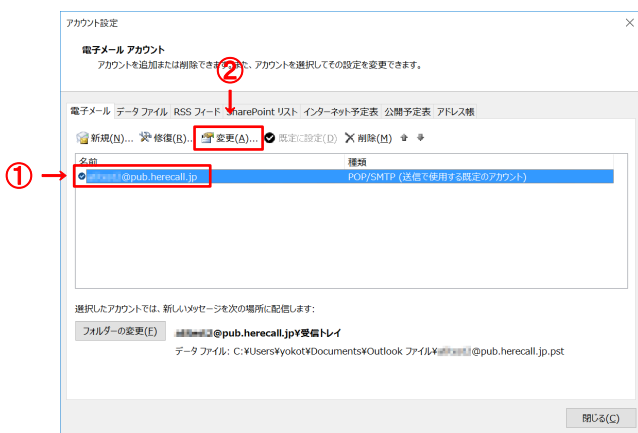 アカウント設定
電子メール アカウント
アカウントを追加または削除できます。また、アカウントを選択してその設定を変更できます。
②
電子メール データ ファイル RSS フィード SharePoint リスト インターネット予定表 公開予定表 アドレス帳
新規(N)... 修復(R)... 変更(A)... 既定に設定(D) 削除(M)
名前 種類
① @pub.herecall.jp POP/SMTP (送信で使用する既定のアカウント)
選択したアカウントでは、新しいメッセージを次の場所に配信します:
フォルダーの変更(F) @pub.herecall.jp¥受信トレイ
データ ファイル: C:¥Users¥yokot¥Documents¥Outlook ファイル¥ @pub.herecall.jp.pst
閉じる(C)